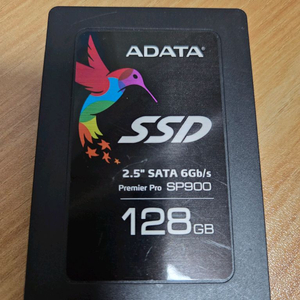 ADATA
SSD
2.5" SATA 6Gb/s
Premier Pro SP900
128GB